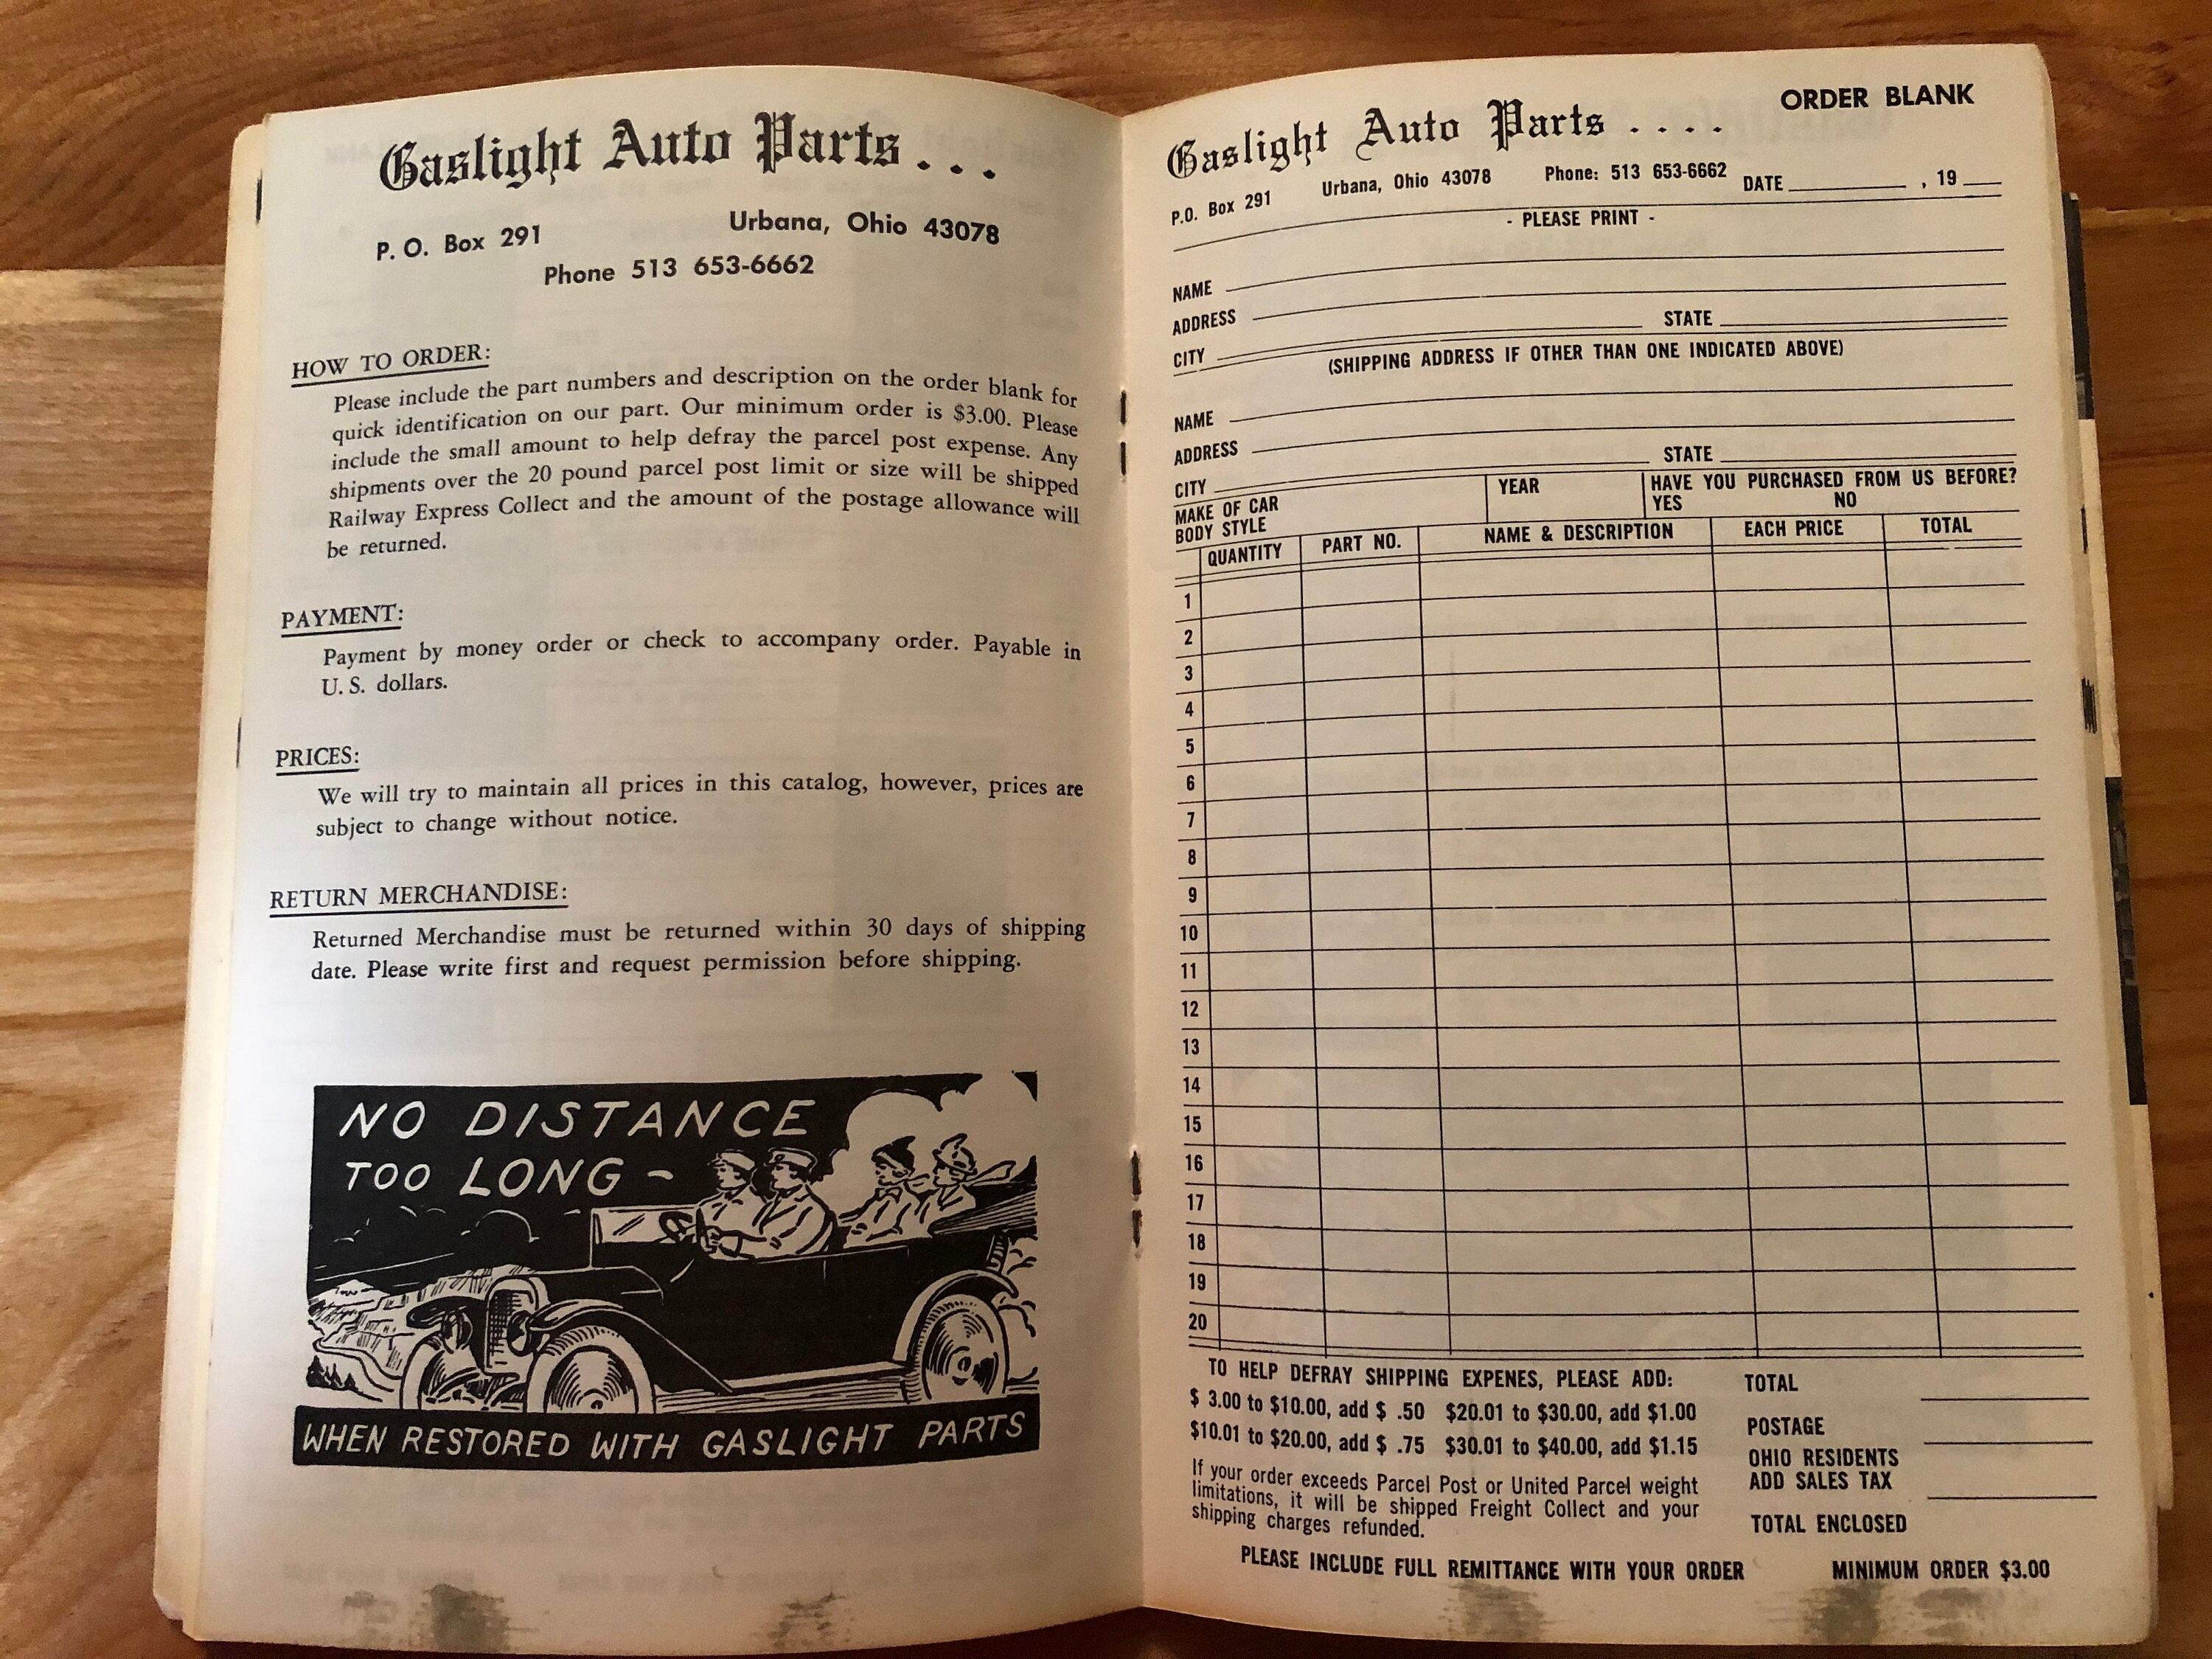 Gaslight Auto Parts . . .
P. O. Box 291 Urbana, Ohio 43078
Phone 513 653-6662
HOW TO ORDER:
Please include the part numbers and description on the order blank for
quick identification on our part. Our minimum order is $3.00. Please
include the small amount to help defray the parcel post expense. Any
shipments over the 20 pound parcel post limit or size will be shipped
Railway Express Collect and the amount of the postage allowance will
be returned.
PAYMENT:
Payment by money order or check to accompany order. Payable in
U. S. dollars.
PRICES:
We will try to maintain all prices in this catalog, however, prices are
subject to change without notice.
RETURN MERCHANDISE:
Returned Merchandise must be returned within 30 days of shipping
date. Please write first and request permission before shipping.
NO DISTANCE
TOO LONG -
WHEN RESTORED WITH GASLIGHT PARTS
ORDER BLANK
Gaslight Auto Parts . . . .
P.O. Box 291 Urbana, Ohio 43078 Phone: 513 653-6662 DATE , 19
- PLEASE PRINT -
NAME
ADDRESS
CITY STATE
(SHIPPING ADDRESS IF OTHER THAN ONE INDICATED ABOVE)
NAME
ADDRESS
CITY STATE
MAKE OF CAR YEAR HAVE YOU PURCHASED FROM US BEFORE?
BODY STYLE YES NO
QUANTITY PART NO. NAME & DESCRIPTION EACH PRICE TOTAL
1
2
3
4
5
6
7
8
9
10
11
12
13
14
15
16
17
18
19
20
TO HELP DEFRAY SHIPPING EXPENES, PLEASE ADD:
$ 3.00 to $10.00, add $ .50 $20.01 to $30.00, add $1.00
$10.01 to $20.00, add $ .75 $30.01 to $40.00, add $1.15
If your order exceeds Parcel Post or United Parcel weight
limitations, it will be shipped Freight Collect and your
shipping charges refunded.
TOTAL
POSTAGE
OHIO RESIDENTS
ADD SALES TAX
TOTAL ENCLOSED
PLEASE INCLUDE FULL REMITTANCE WITH YOUR ORDER MINIMUM ORDER $3.00